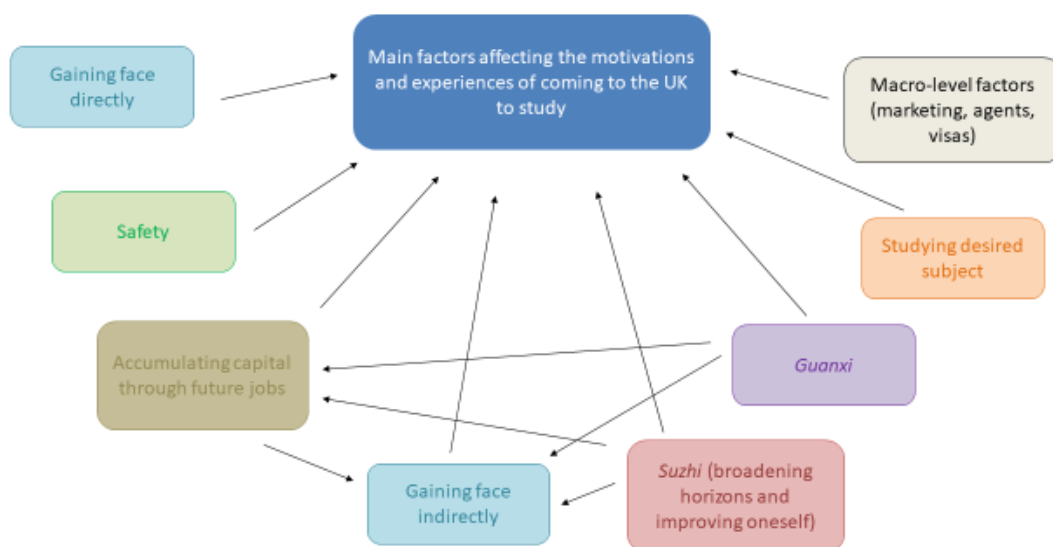 Main factors affecting the motivations
and experiences of coming to the UK
to study
Gaining face
directly
Macro-level factors
(marketing, agents,
visas)
Safety
Studying desired
subject
Accumulating capital
through future jobs
Guanxi
Gaining face
indirectly
Suzhi (broadening
horizons and
improving oneself)